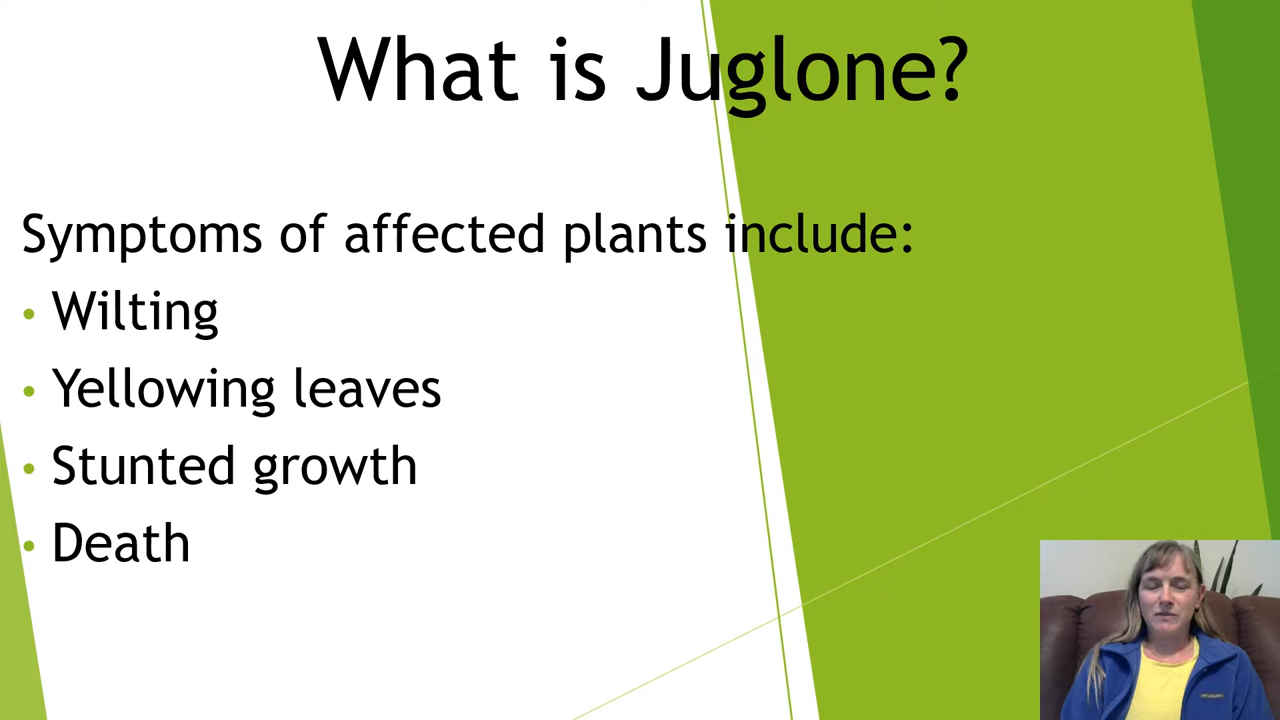 What is Juglone?
Symptoms of affected plants include:
• Wilting
• Yellowing leaves
• Stunted growth
• Death